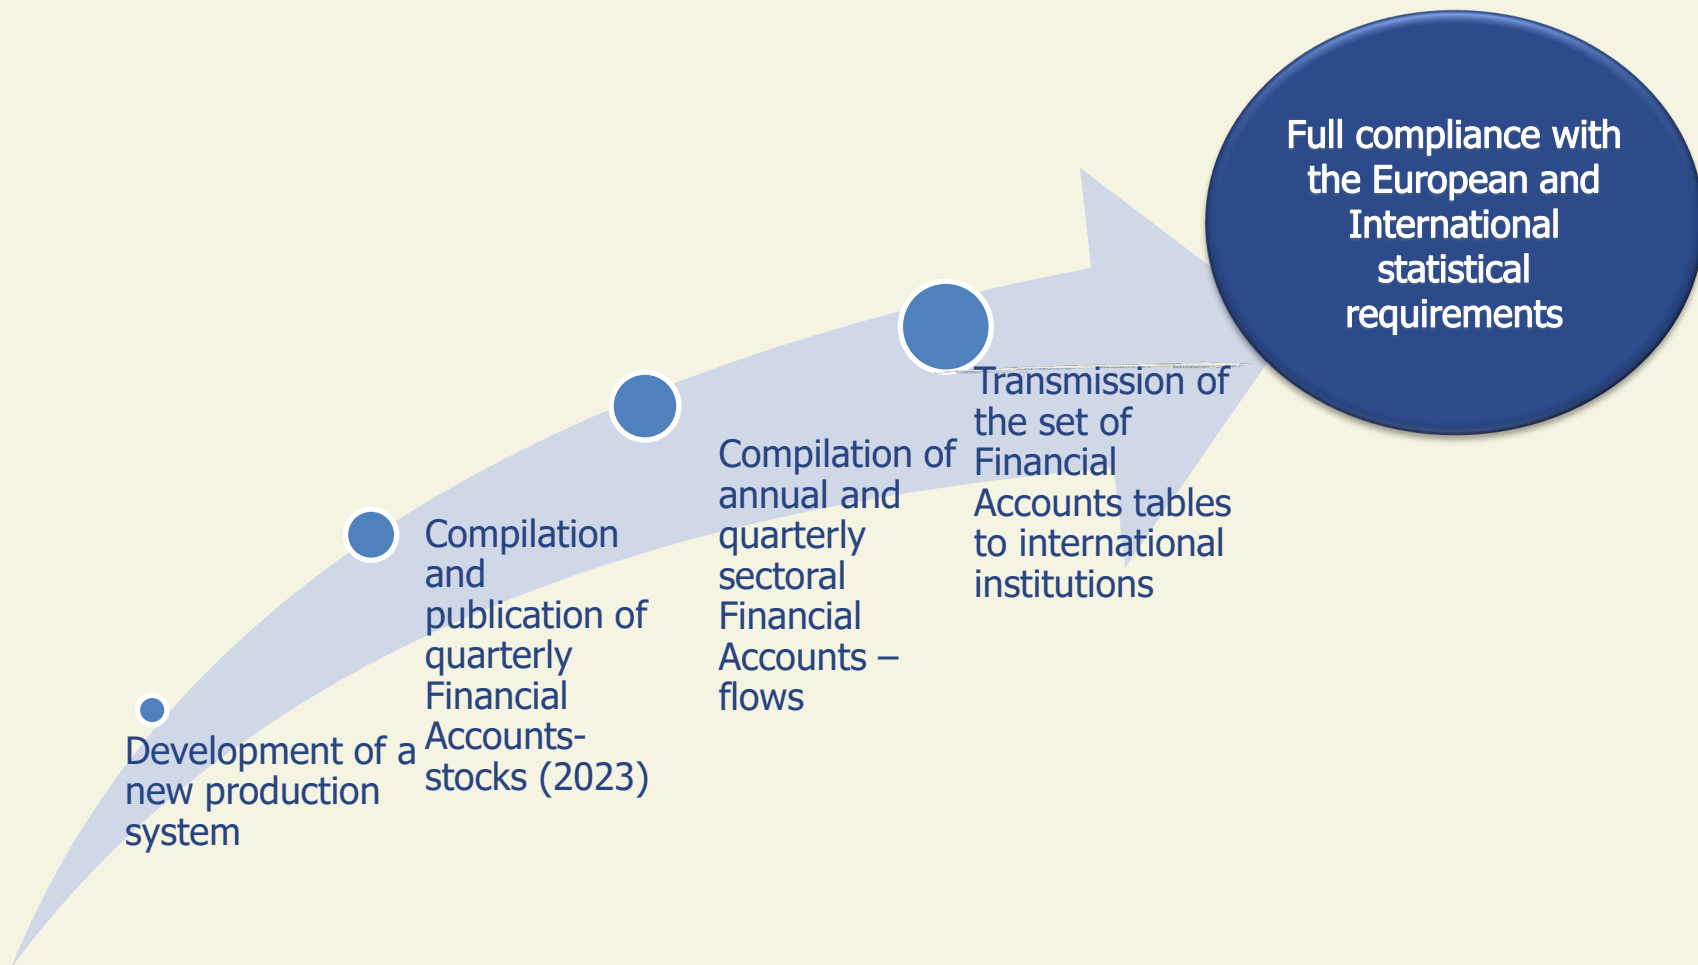 Full compliance with
the European and
International
statistical
requirements
Transmission of
the set of
Financial
Accounts tables
to international
institutions
Compilation of
annual and
quarterly
sectoral
Financial
Accounts –
flows
Compilation
and
publication of
quarterly
Financial
Accounts-
stocks (2023)
Development of a
new production
system